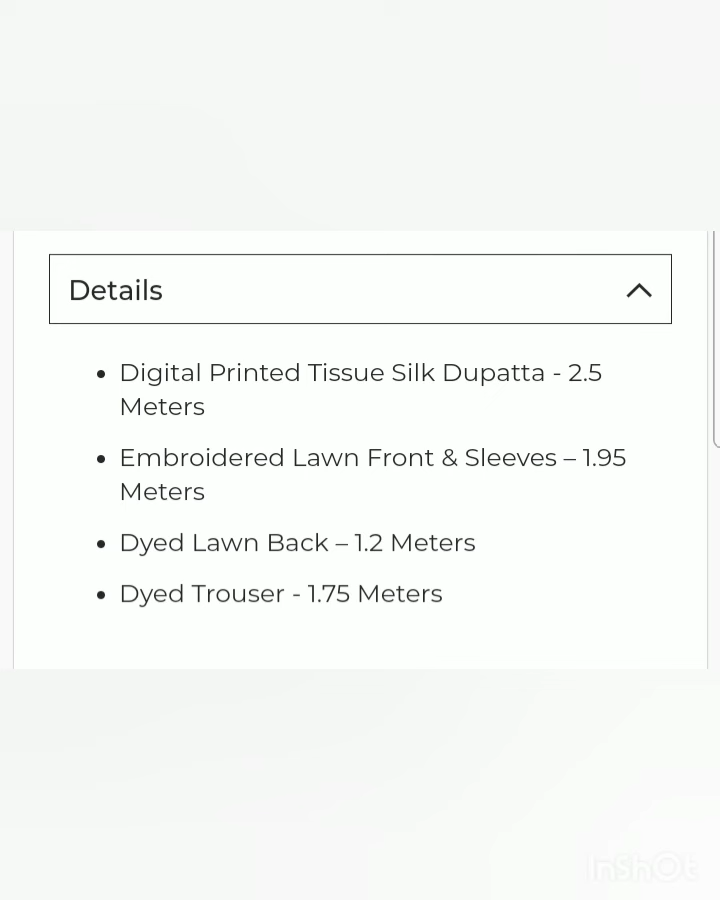 Details
• Digital Printed Tissue Silk Dupatta - 2.5
Meters
• Embroidered Lawn Front & Sleeves – 1.95
Meters
• Dyed Lawn Back – 1.2 Meters
• Dyed Trouser - 1.75 Meters
InShOt